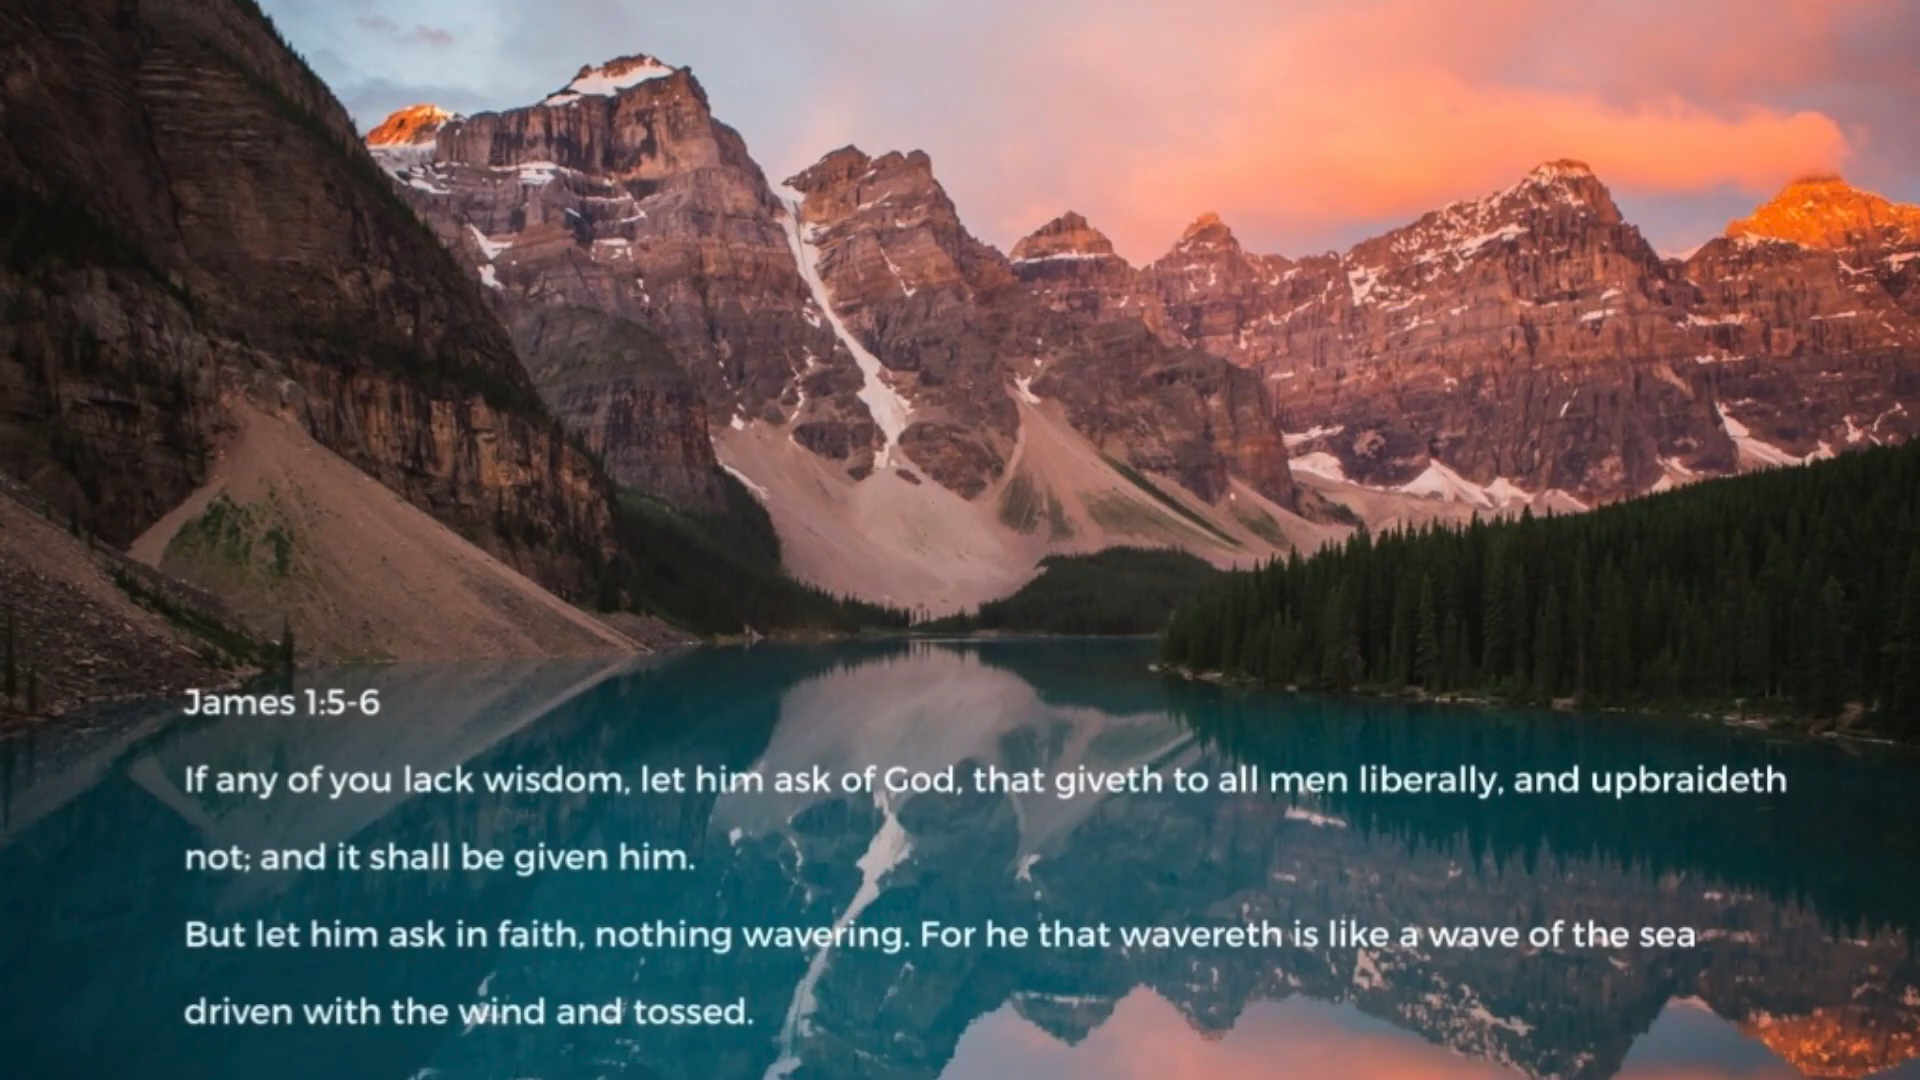 James 1:5-6
If any of you lack wisdom, let him ask of God, that giveth to all men liberally, and upbraideth
not; and it shall be given him.
But let him ask in faith, nothing wavering. For he that wavereth is like a wave of the sea
driven with the wind and tossed.